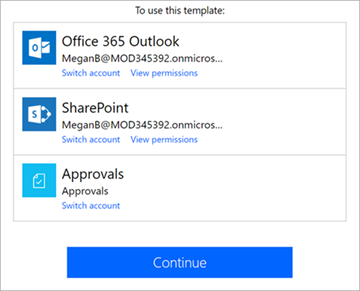 To use this template:
Office 365 Outlook
MeganB@MOD345392.onmicros...
Switch account View permissions
SharePoint
MeganB@MOD345392.onmicros...
Switch account View permissions
Approvals
Approvals
Switch account
Continue